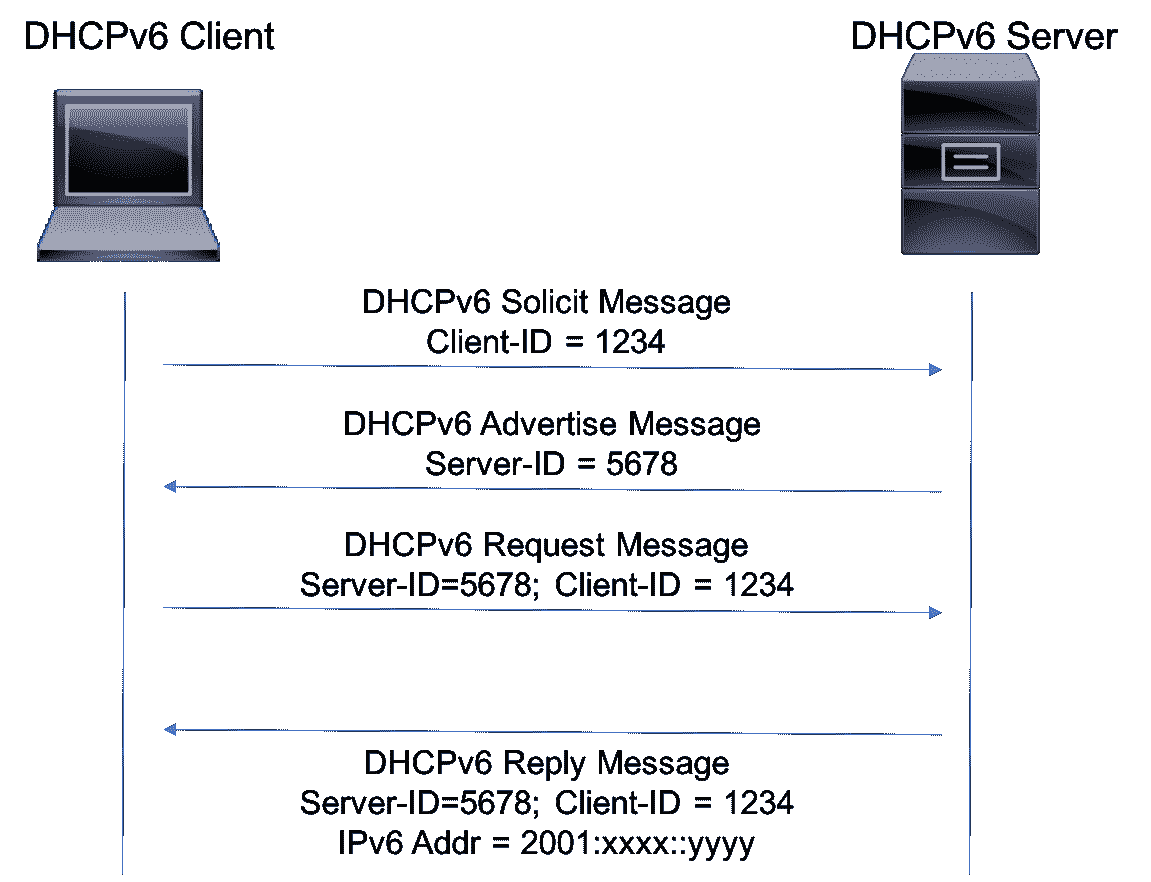 DHCPv6 Client
DHCPv6 Server
DHCPv6 Solicit Message
Client-ID = 1234
DHCPv6 Advertise Message
Server-ID = 5678
DHCPv6 Request Message
Server-ID=5678; Client-ID = 1234
DHCPv6 Reply Message
Server-ID=5678; Client-ID = 1234
IPv6 Addr = 2001:xxxx::yyyy